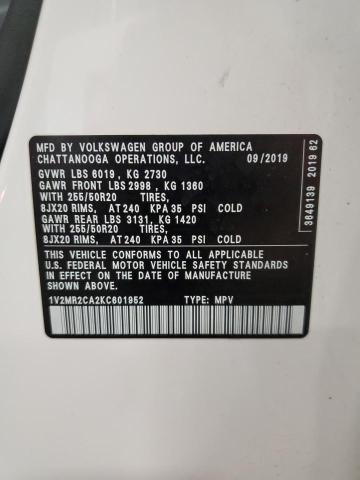 MFD BY VOLKSWAGEN GROUP OF AMERICA
CHATTANOOGA OPERATIONS, LLC. 09/2019
GVWR LBS 6019, KG 2730
GAWR FRONT LBS 2998, KG 1360
WITH 255/50R20 TIRES,
8JX20 RIMS, AT 240 KPA 35 PSI COLD
GAWR REAR LBS 3131, KG 1420
WITH 255/50R20 TIRES,
8JX20 RIMS, AT 240 KPA 35 PSI COLD
THIS VEHICLE CONFORMS TO ALL APPLICABLE
U.S. FEDERAL MOTOR VEHICLE SAFETY STANDARDS
IN EFFECT ON THE DATE OF MANUFACTURE
SHOWN ABOVE
1V2MR2CA2KC601952 TYPE: MPV
3649139 2019 62